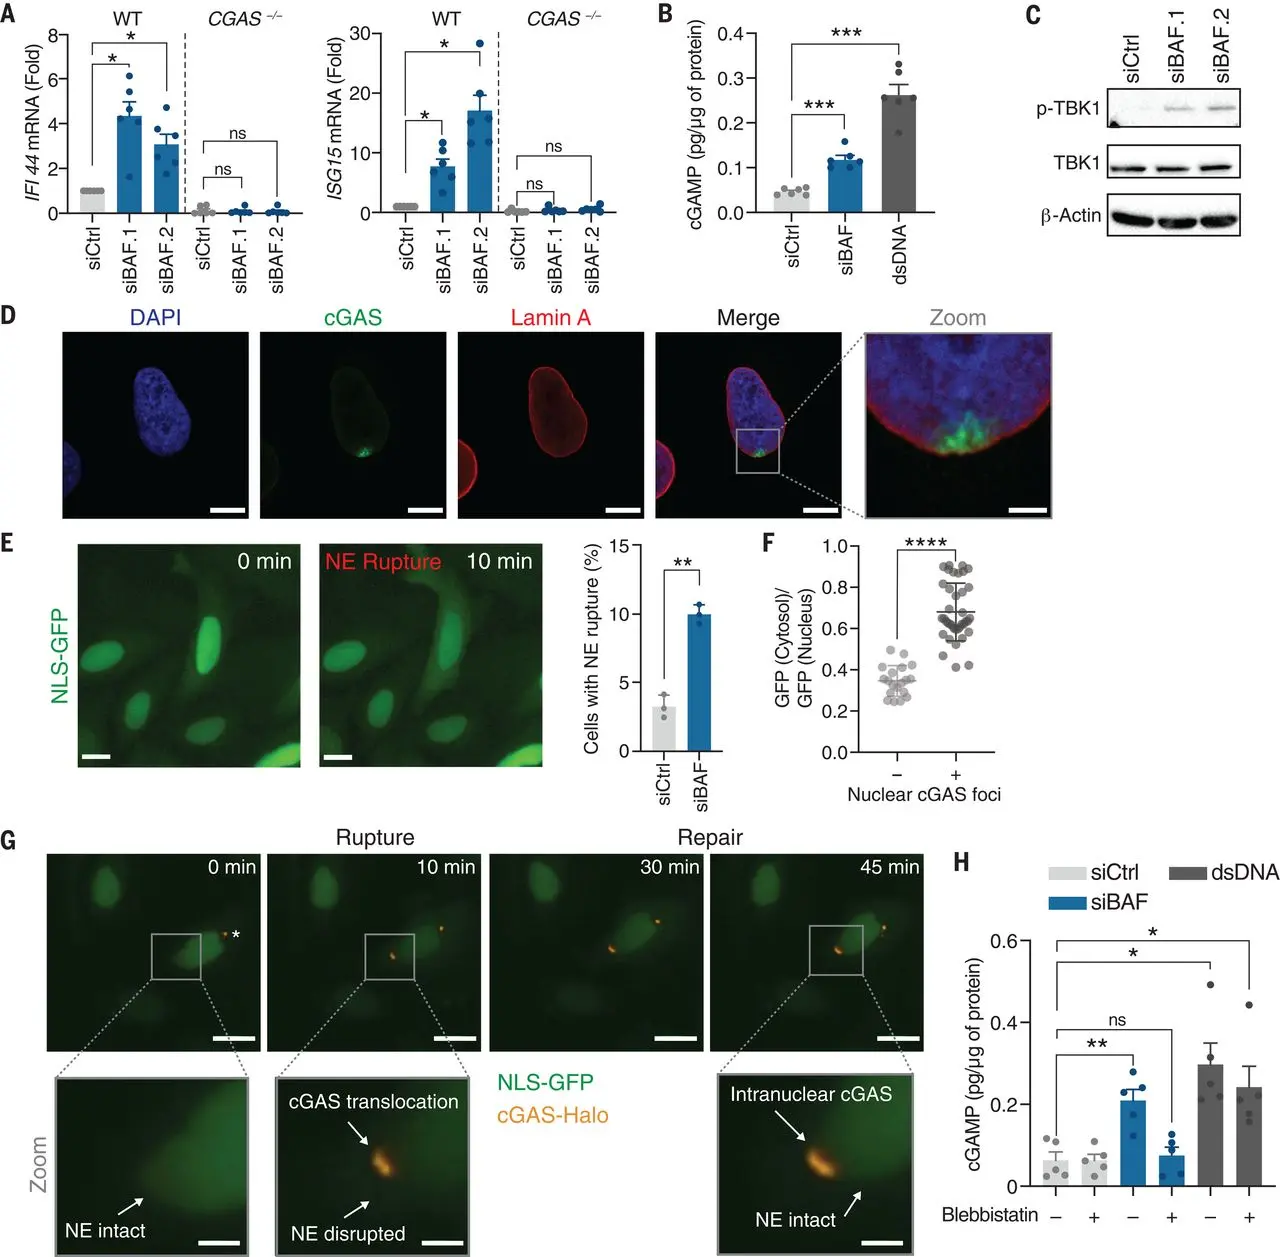 A
WT
CGAS −/−
IFI 44 mRNA (Fold)
8
6
4
2
0
*
*
ns
ns
siCtrl
siBAF.1
siBAF.2
siCtrl
siBAF.1
siBAF.2
WT
CGAS −/−
ISG15 mRNA (Fold)
30
20
10
0
*
*
ns
ns
siCtrl
siBAF.1
siBAF.2
siCtrl
siBAF.1
siBAF.2
B
cGAMP (pg/µg of protein)
0.4
0.3
0.2
0.1
0.0
***
***
siCtrl
siBAF
dsDNA
C
siCtrl
siBAF.1
siBAF.2
p-TBK1
TBK1
β-Actin
D
DAPI
cGAS
Lamin A
Merge
Zoom
E
NLS-GFP
0 min
NE Rupture
10 min
Cells with NE rupture (%)
15
10
5
0
**
siCtrl
siBAF
F
GFP (Cytosol)/
GFP (Nucleus)
1.0
0.8
0.6
0.4
0.2
0.0
****
− +
Nuclear cGAS foci
G
Rupture
Repair
0 min
10 min
30 min
45 min
*
Zoom
NE intact
cGAS translocation
NE disrupted
NLS-GFP
cGAS-Halo
Intranuclear cGAS
NE intact
H
siCtrl
dsDNA
siBAF
cGAMP (pg/µg of protein)
0.6
0.4
0.2
0
*
*
ns
**
Blebbistatin − + − + − +